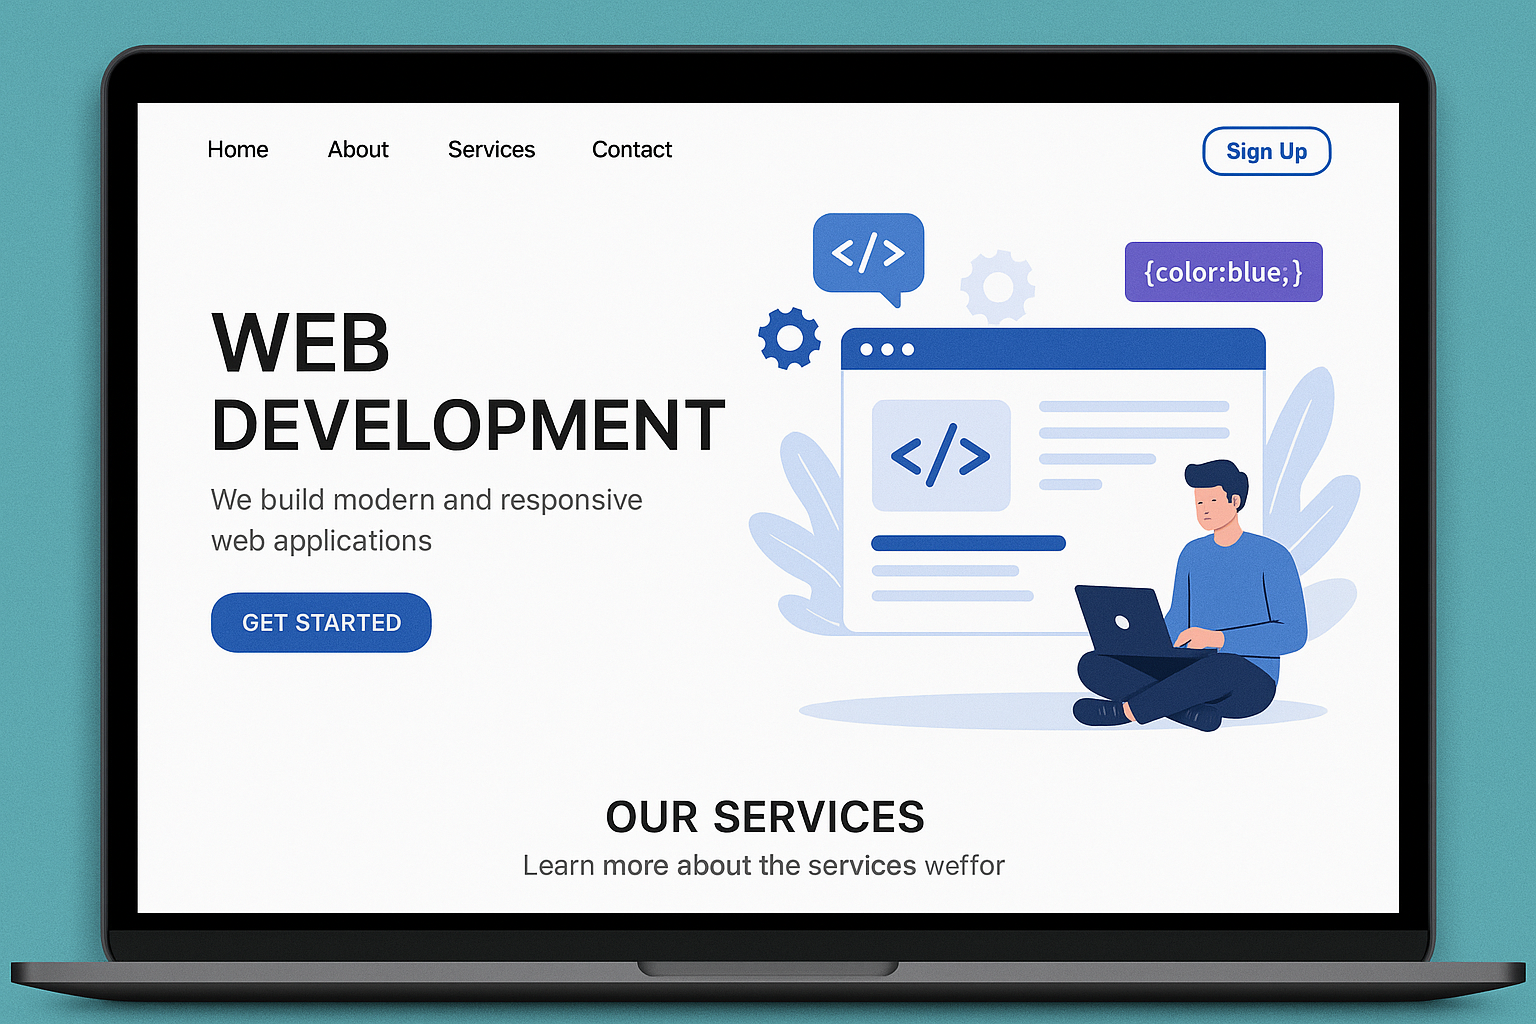 Home About Services Contact Sign Up
</>
{color:blue;}
WEB
DEVELOPMENT
</>
We build modern and responsive
web applications
GET STARTED
OUR SERVICES
Learn more about the services weffor